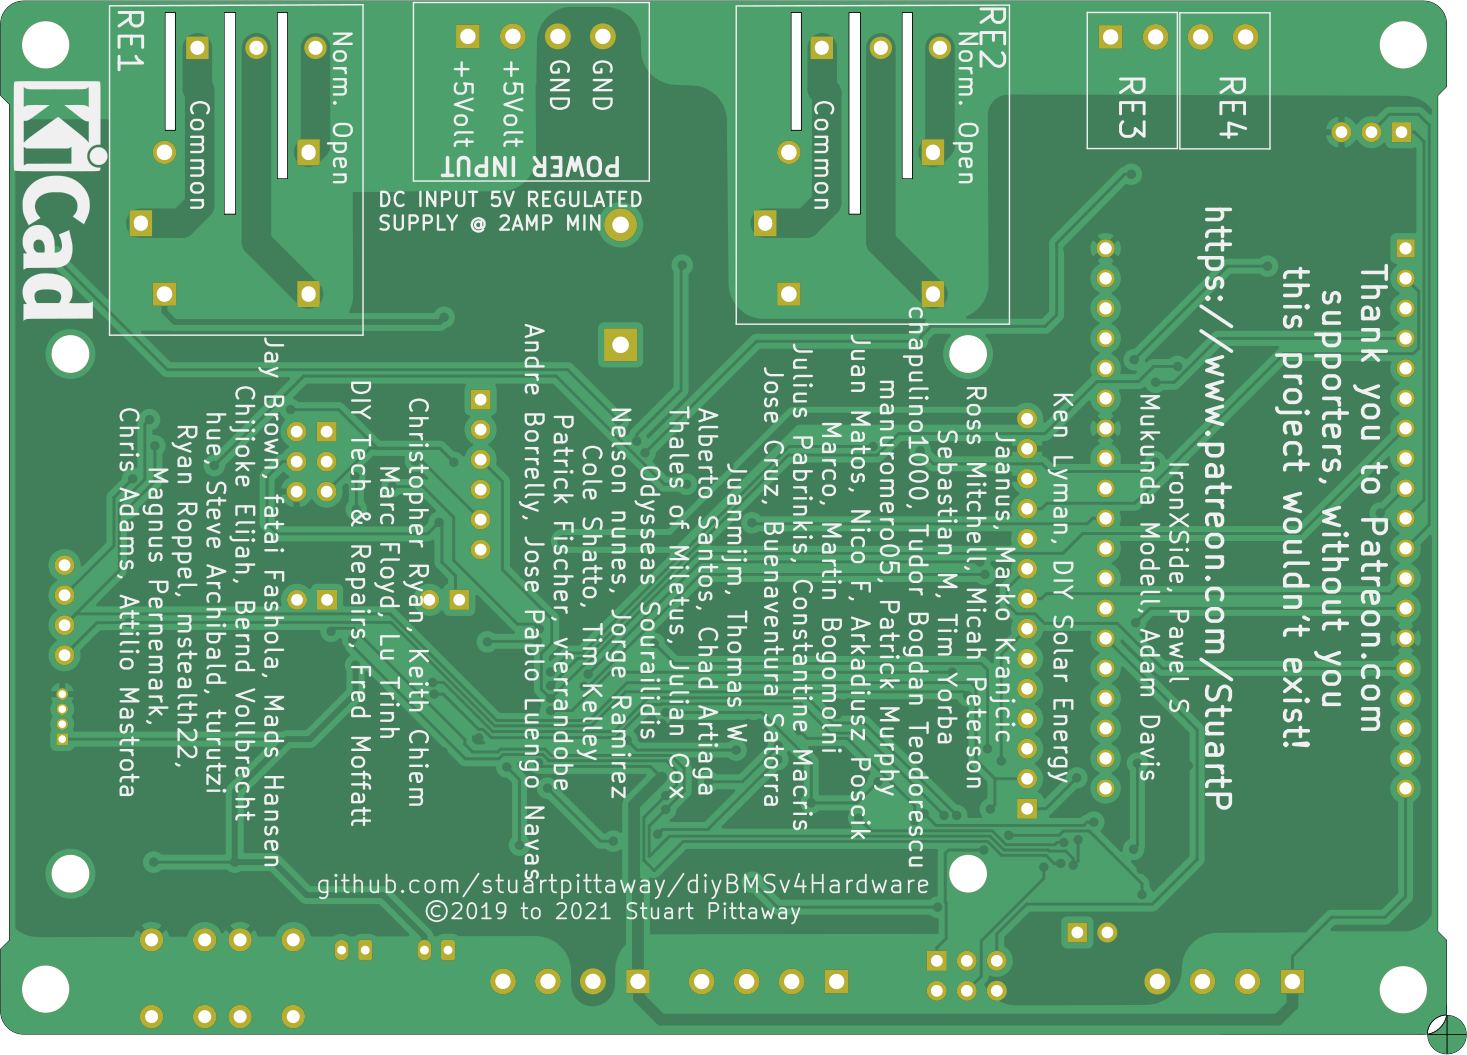 RE1
Common
Norm. Open
+5Volt
+5Volt
GND
GND
POWER INPUT
DC INPUT 5V REGULATED
SUPPLY @ 2AMP MIN
RE2
Common
Norm. Open
RE3
RE4
KiCad
Thank you to Patreon.com
supporters, without you
this project wouldn't exist!
https://www.patreon.com/StuartP
IronXSide, Pawel S
Mukunda Modell, Adam Davis
Ken Lyman, DIY Solar Energy
Jaanus, Marko Kranjcic
Ross Mitchell, Micah Peterson
Sebastian M, Tim Yorba
chapulino1000, Tudor Bogdan Teodorescu
manuromero05, Patrick Murphy
Juan Matos, Nco F, Arkadiusz Poscik
Marco, Martin Bogomolni
Julius Pabrinkis, Constantine Macris
Jose Cruz, Buenaventura Satorra
Juanmijm, Thomas W
Alberto Santos, Chad Artiaga
Thales of Miletus, Julian Cox
Odysseas Sourailidis
Nelson nunes, Jorge Ramirez
Cole Shatto, Tim Kelley
Patrick Fischer, vferrandobe
Andre Borrelly, Jose Pablo Luengo Navas
Christopher Ryan, Keith Chiem
Marc Floyd, Lu Trinh
DIY Tech & Repairs, Fred Moffatt
Jay Brown, fatai Fashola, Mads Hansen
Chijioke Elijah, Bernd Vollbrecht
hue, Steve Achibald, turutzi
Ryan Roppel, mstealth22,
Magnus Pernemark,
Chris Adams, Attilio Mastrota
github.com/stuartpittaway/diyBMSv4Hardware
©2019 to 2021 Stuart Pittaway